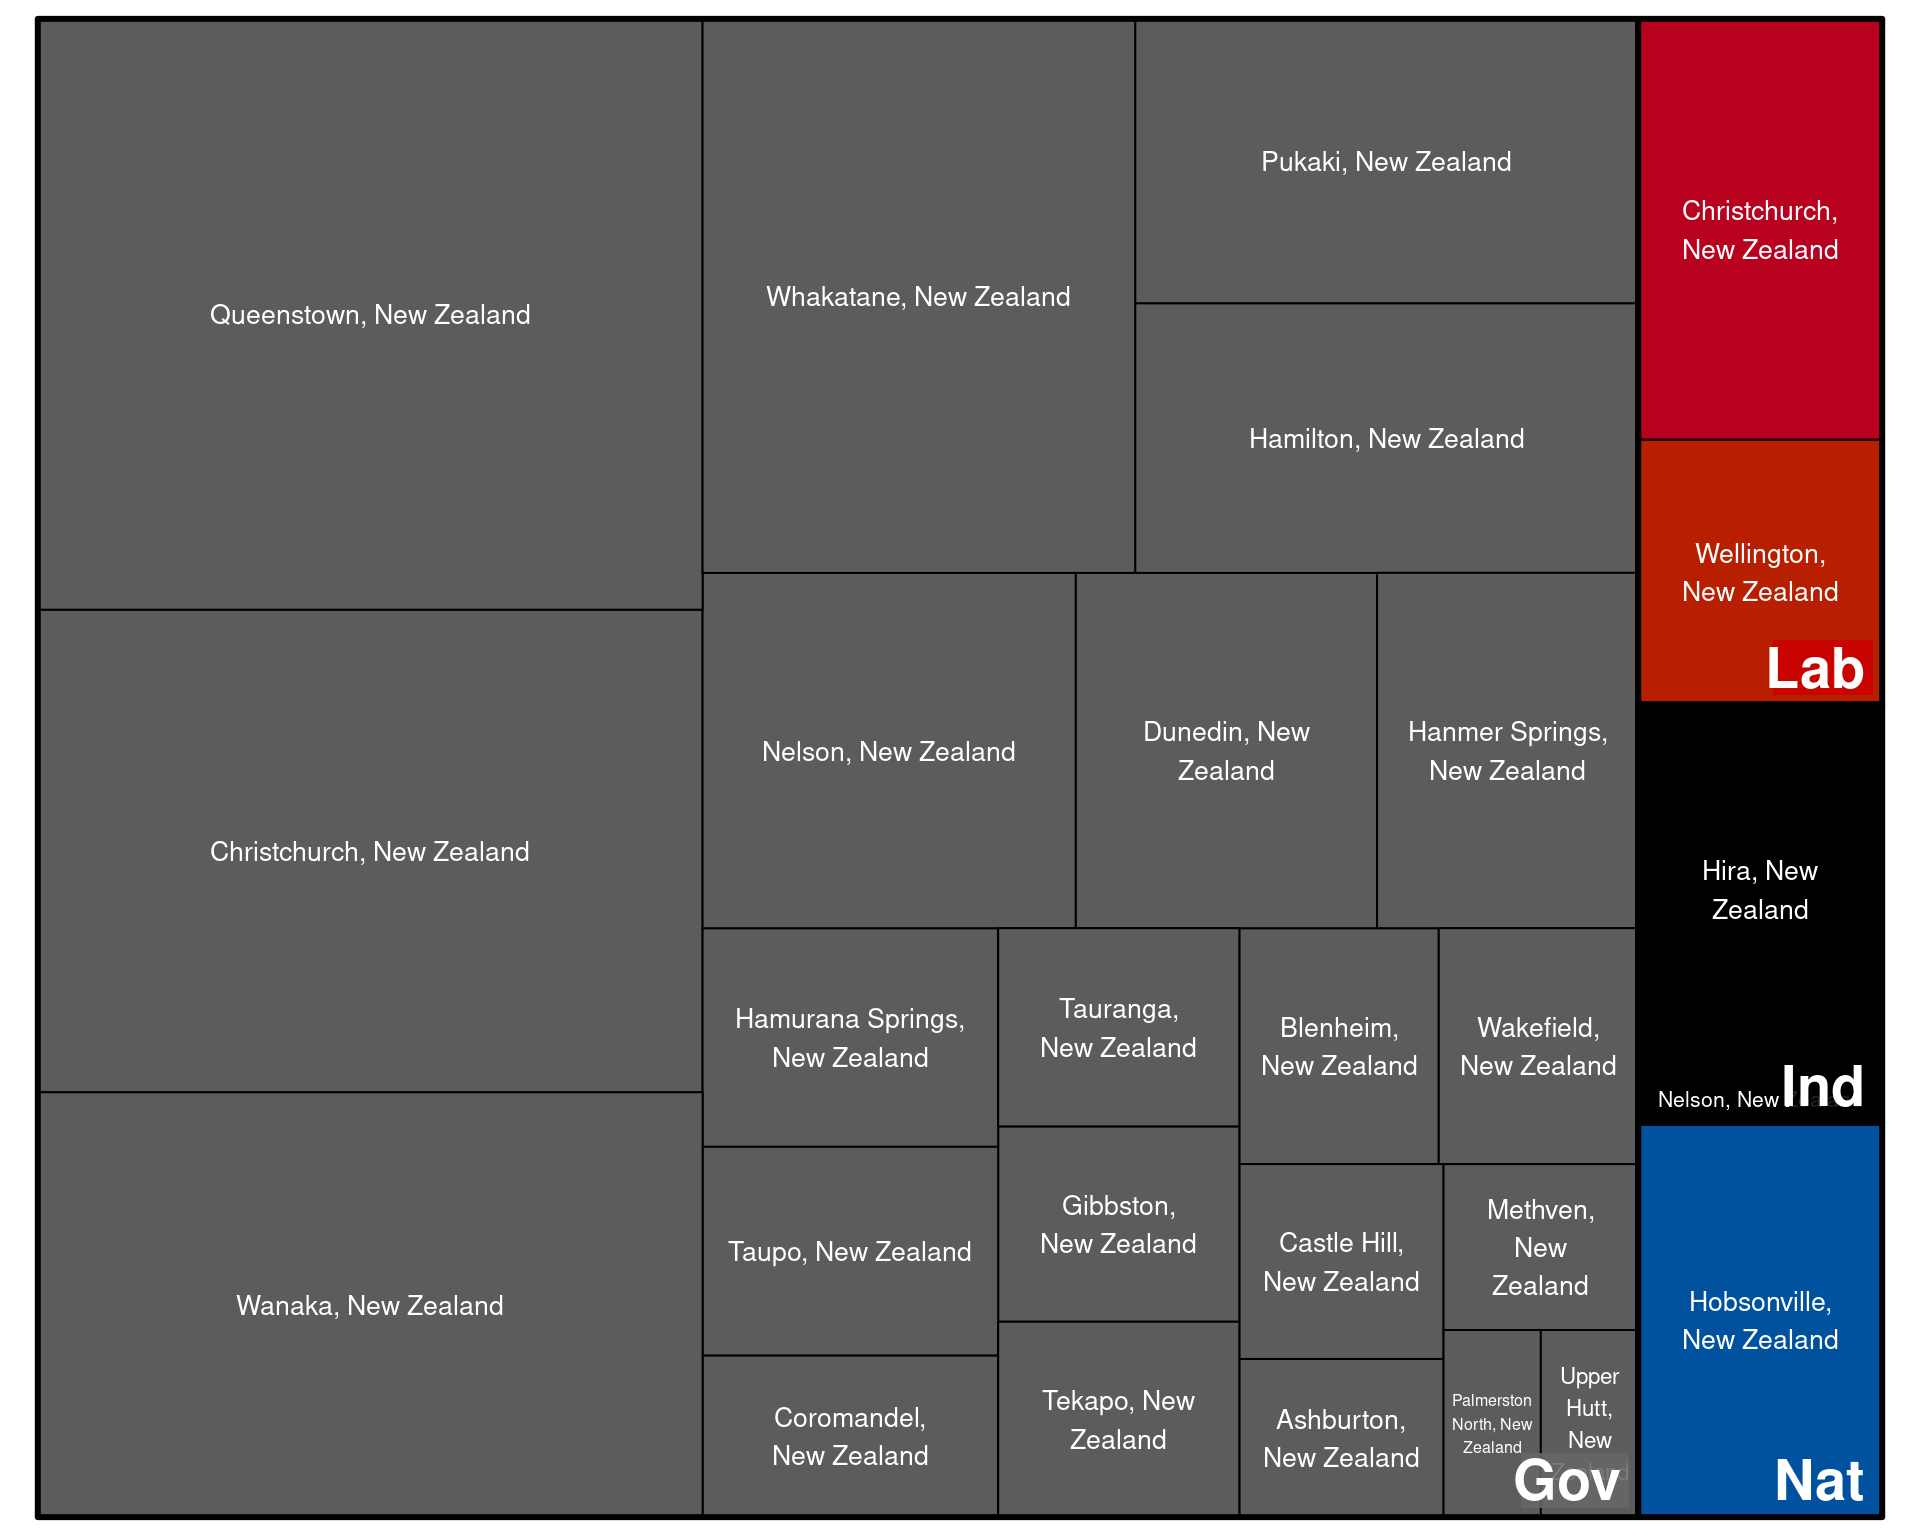 Queenstown, New Zealand
Christchurch, New Zealand
Wanaka, New Zealand
Whakatane, New Zealand
Pukaki, New Zealand
Hamilton, New Zealand
Nelson, New Zealand
Dunedin, New
Zealand
Hanmer Springs,
New Zealand
Hamurana Springs,
New Zealand
Taupo, New Zealand
Coromandel,
New Zealand
Tauranga,
New Zealand
Gibbston,
New Zealand
Tekapo, New
Zealand
Blenheim,
New Zealand
Wakefield,
New Zealand
Castle Hill,
New Zealand
Ashburton,
New Zealand
Methven,
New
Zealand
Palmerston
North, New
Zealand
Upper
Hutt,
New
Gov
Christchurch,
New Zealand
Wellington,
New Zealand
Lab
Hira, New
Zealand
Nelson, New
Ind
Hobsonville,
New Zealand
Nat